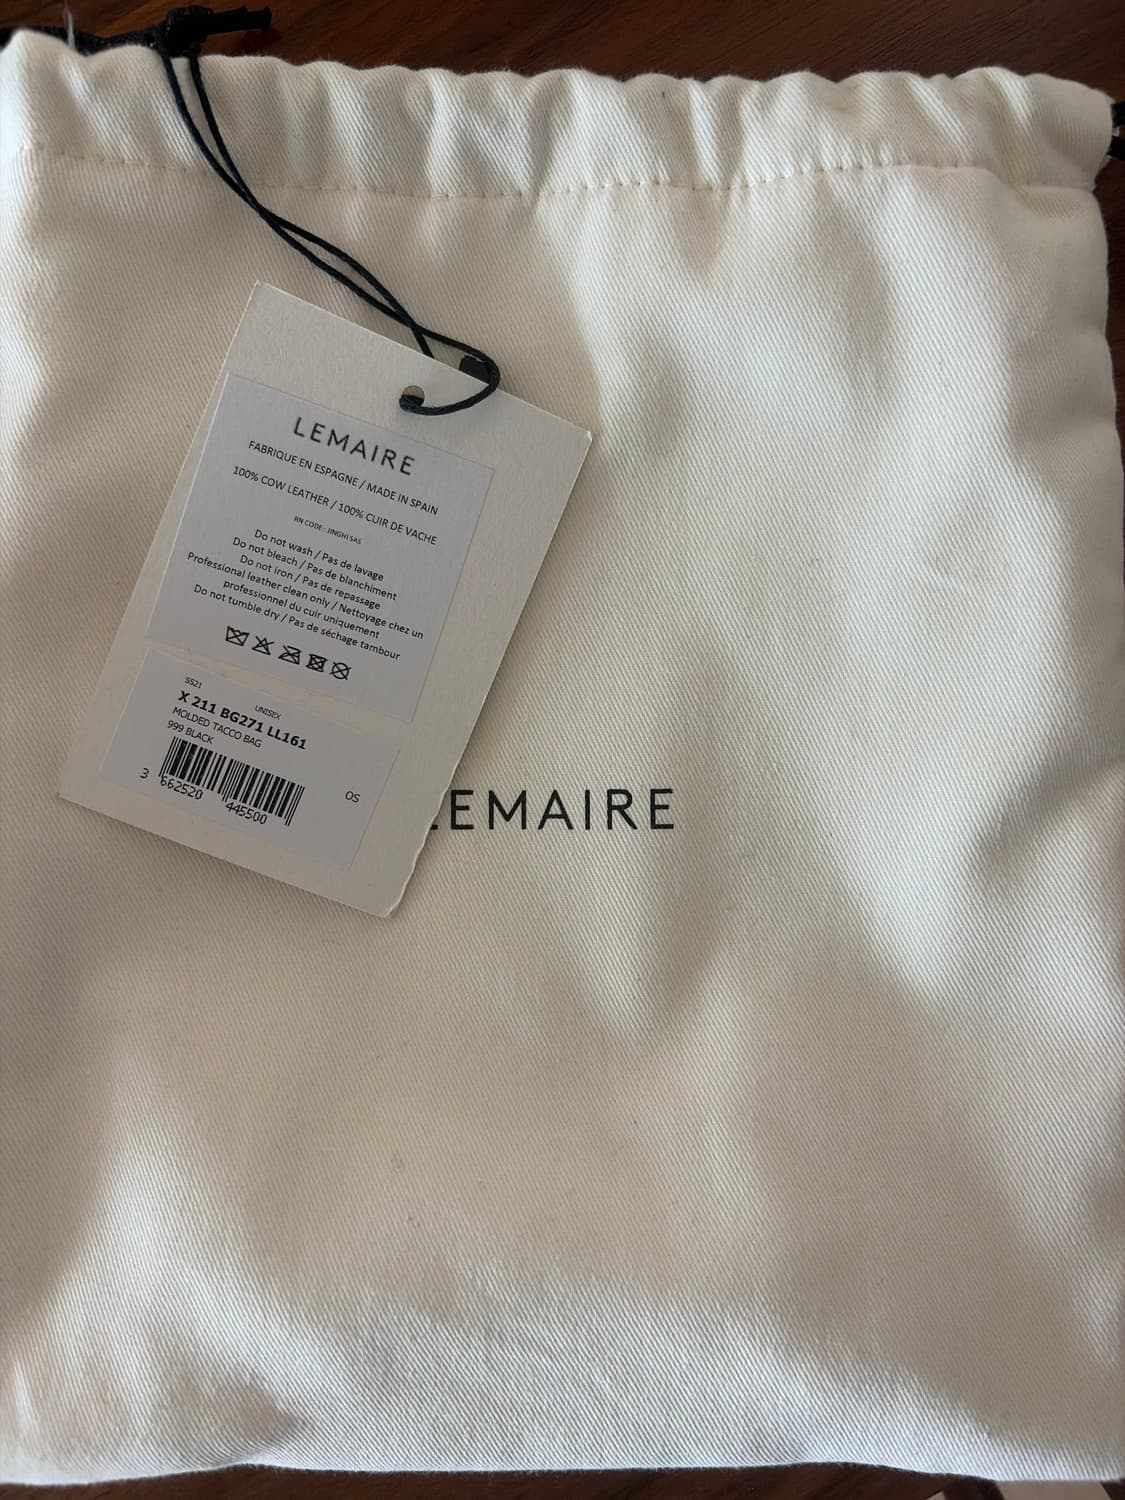 LEMAIRE
FABRIQUE EN ESPAGNE / MADE IN SPAIN
100% COW LEATHER / 100% CUIR DE VACHE
RN CODE : JINGHI SAS
Do not wash / Pas de lavage
Do not bleach / Pas de blanchiment
Do not iron / Pas de repassage
Professional leather clean only / Nettoyage chez un
professionnel du cuir uniquement
Do not tumble dry / Pas de séchage tambour
SS21
UNISEX
X 211 BG271 LL161
MOLDED TACCO BAG
999 BLACK
3 662520 445500
OS
LEMAIRE